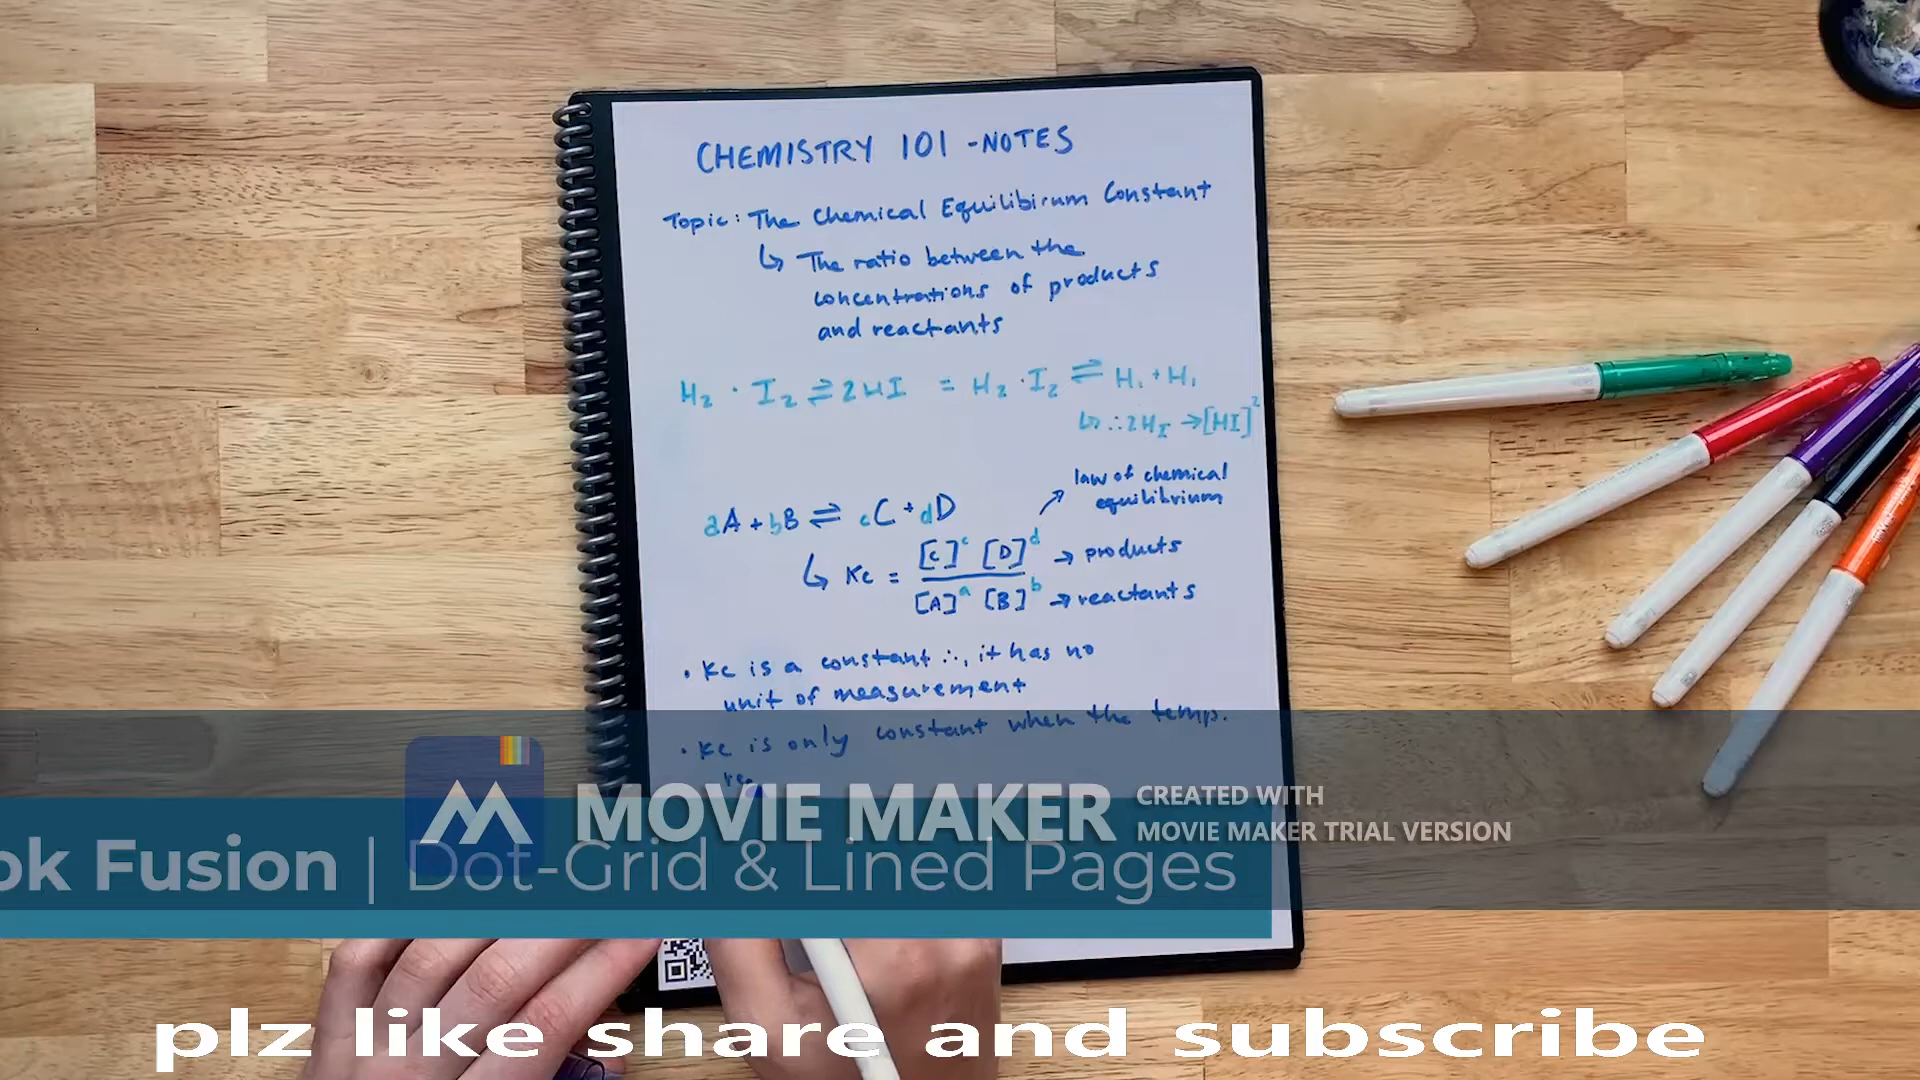 CHEMISTRY 101 - NOTES
Topic: The Chemical Equilibirum Constant
↳ The ratio between the
concentrations of products
and reactants
H₂ · I₂ ⇌ 2HI = H₂ · I₂ ⇌ H₁ + H₁
↳ ∴ 2HI → [HI]²
law of chemical
equilibrium
aA + bB ⇌ cC + dD
↳ Kc = [C]ᶜ [D]ᵈ → products
[A]ᵃ [B]ᵇ → reactants
• Kc is a constant ∴, it has no
unit of measurement
• Kc is only constant when the temp.
MOVIE MAKER
CREATED WITH
MOVIE MAKER TRIAL VERSION
ok Fusion | Dot-Grid & Lined Pages
plz like share and subscribe